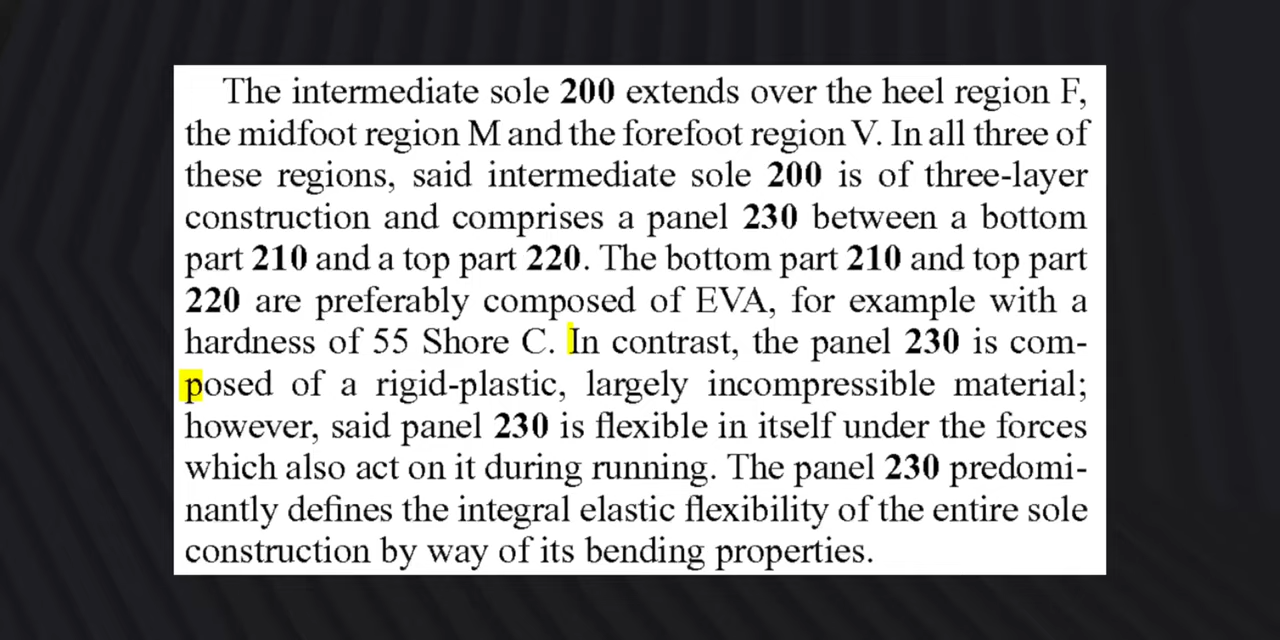 The intermediate sole 200 extends over the heel region F,
the midfoot region M and the forefoot region V. In all three of
these regions, said intermediate sole 200 is of three-layer
construction and comprises a panel 230 between a bottom
part 210 and a top part 220. The bottom part 210 and top part
220 are preferably composed of EVA, for example with a
hardness of 55 Shore C. In contrast, the panel 230 is com-
posed of a rigid-plastic, largely incompressible material;
however, said panel 230 is flexible in itself under the forces
which also act on it during running. The panel 230 predomi-
nantly defines the integral elastic flexibility of the entire sole
construction by way of its bending properties.